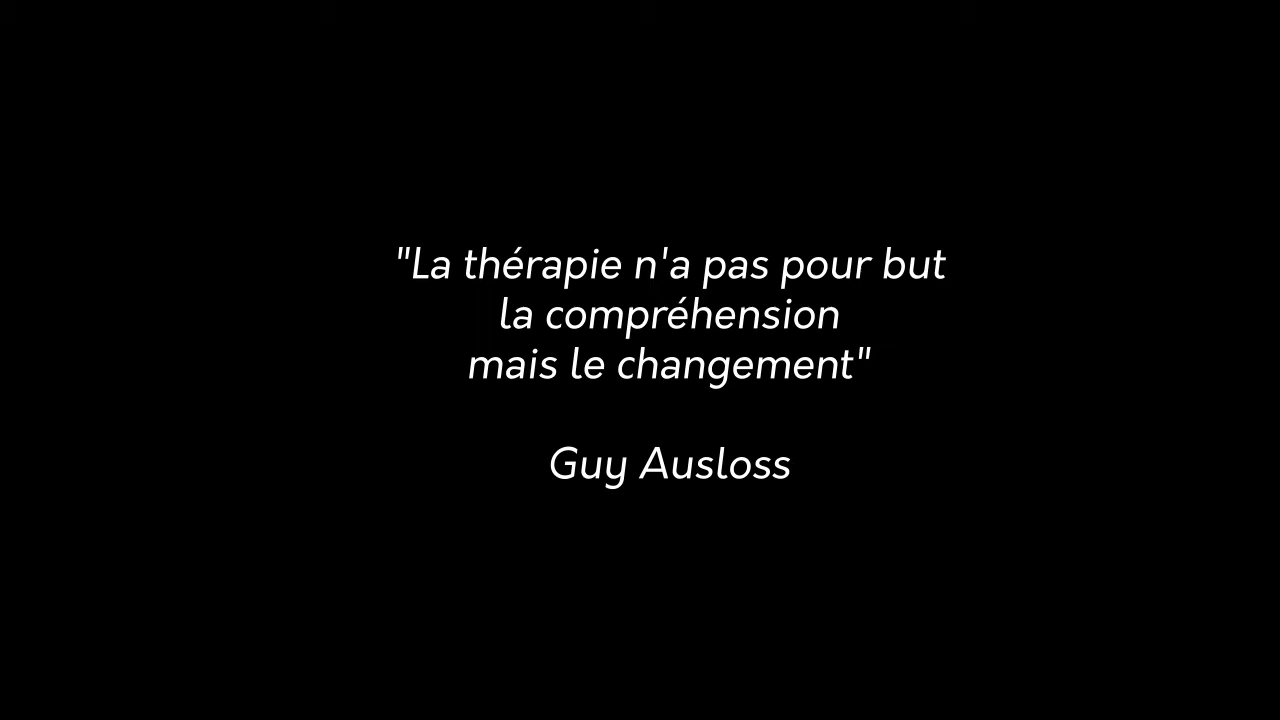 "La thérapie n'a pas pour but
la compréhension
mais le changement"
Guy Ausloss